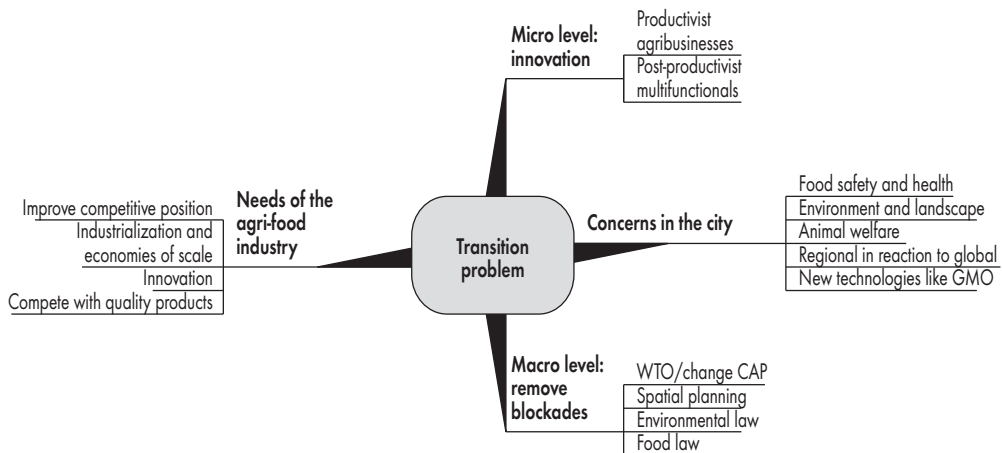 Micro level:
innovation
Productivist
agribusinesses
Post-productivist
multifunctionals
Needs of the
agri-food
industry
Improve competitive position
Industrialization and
economies of scale
Innovation
Compete with quality products
Transition
problem
Concerns in the city
Food safety and health
Environment and landscape
Animal welfare
Regional in reaction to global
New technologies like GMO
Macro level:
remove
blockades
WTO/change CAP
Spatial planning
Environmental law
Food law